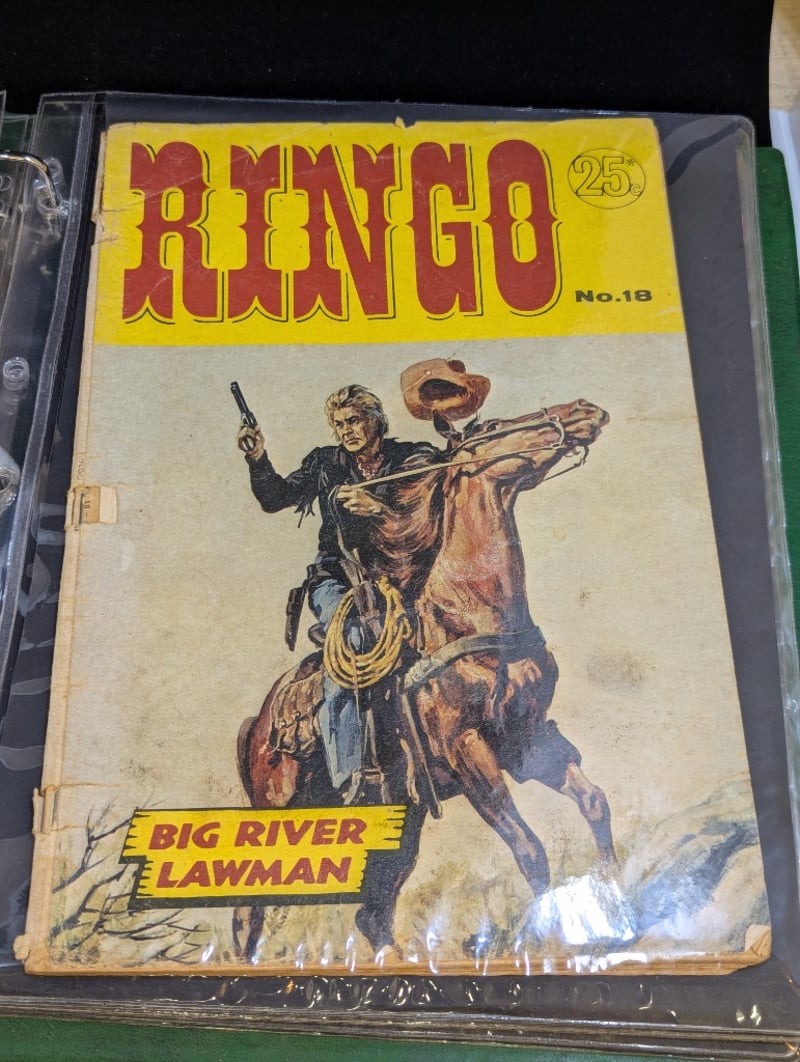 RINGO
25*c
No.18
BIG RIVER
LAWMAN